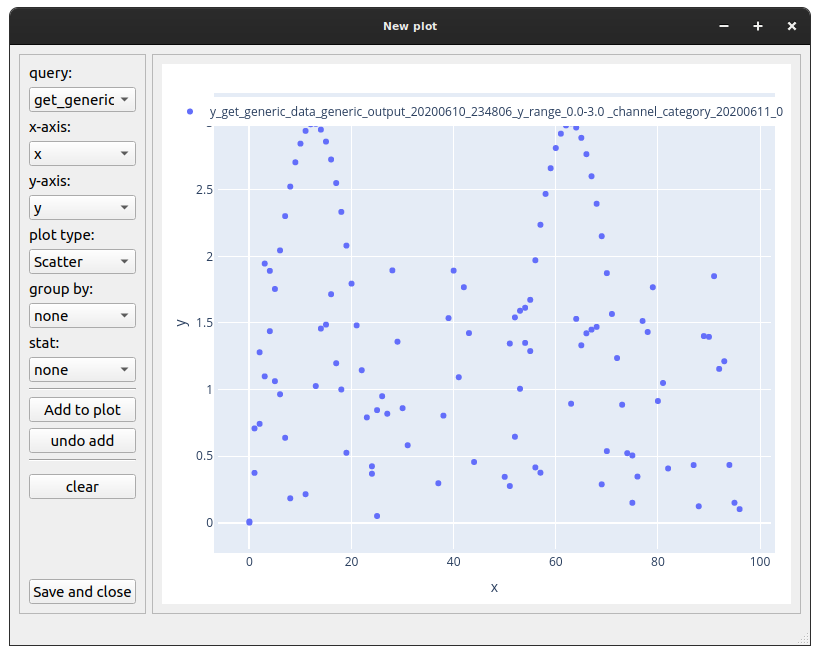 New plot
query:
get_generic
x-axis:
x
y-axis:
y
plot type:
Scatter
group by:
none
stat:
none
Add to plot
undo add
clear
Save and close
y_get_generic_data_generic_output_20200610_234806_y_range_0.0-3.0 _channel_category_20200611_0
2.5
2
1.5
1
0.5
0
y
0 20 40 60 80 100
x